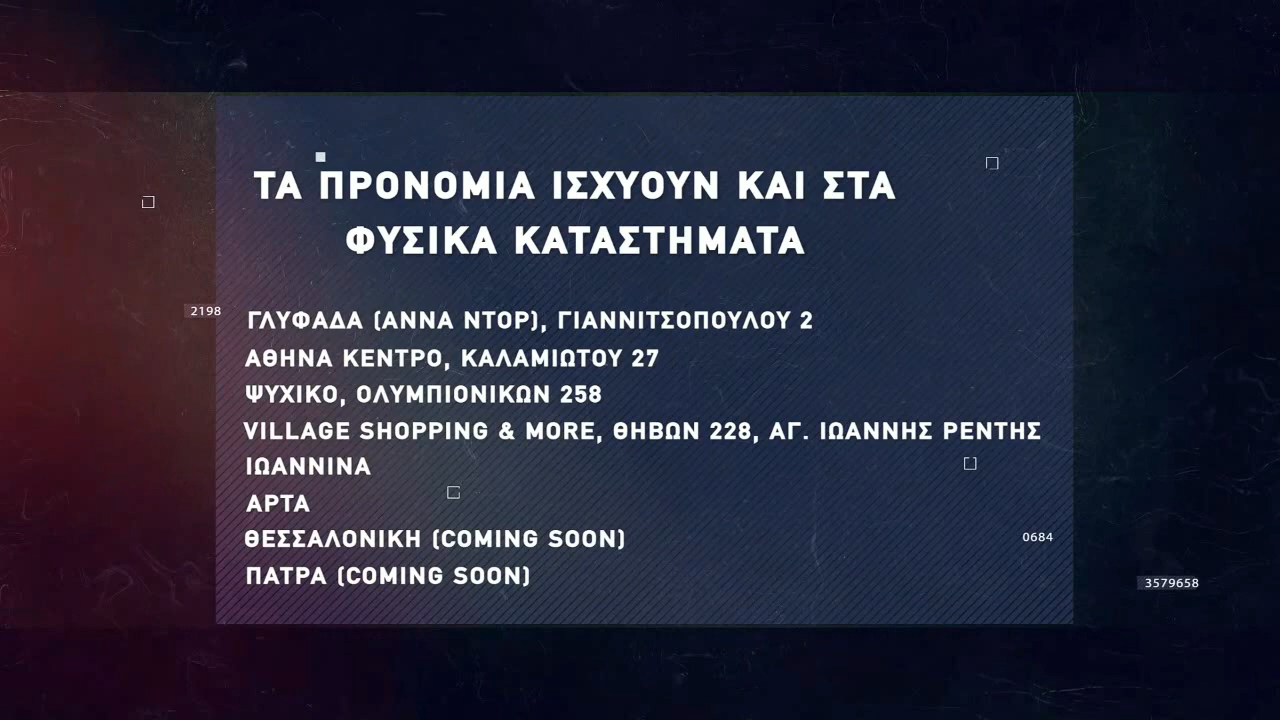 ΤΑ ΠΡΟΝΟΜΙΑ ΙΣΧΥΟΥΝ ΚΑΙ ΣΤΑ
ΦΥΣΙΚΑ ΚΑΤΑΣΤΗΜΑΤΑ
2198
ΓΛΥΦΑΔΑ (ΑΝΝΑ ΝΤΟΡ), ΓΙΑΝΝΙΤΣΟΠΟΥΛΟΥ 2
ΑΘΗΝΑ ΚΕΝΤΡΟ, ΚΑΛΑΜΙΩΤΟΥ 27
ΨΥΧΙΚΟ, ΟΛΥΜΠΙΟΝΙΚΩΝ 258
VILLAGE SHOPPING & MORE, ΘΗΒΩΝ 228, ΑΓ. ΙΩΑΝΝΗΣ ΡΕΝΤΗΣ
ΙΩΑΝΝΙΝΑ
ΑΡΤΑ
ΘΕΣΣΑΛΟΝΙΚΗ (COMING SOON)
0684
ΠΑΤΡΑ (COMING SOON)
3579658